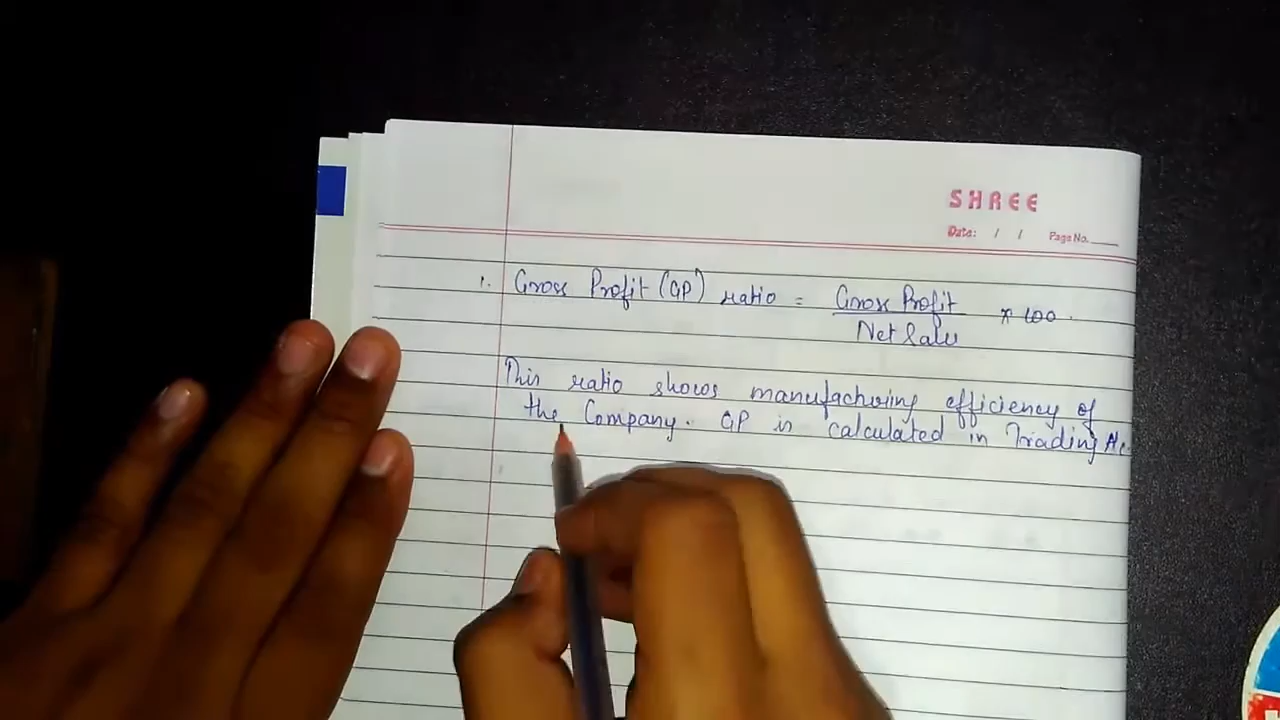 SHREE
Date: / / Page No.____
1. Gross Profit (GP) ratio = Gross Profit × 100.
Net Sales
This ratio shows manufacturing efficiency of
the Company. GP is calculated in Trading A/c.